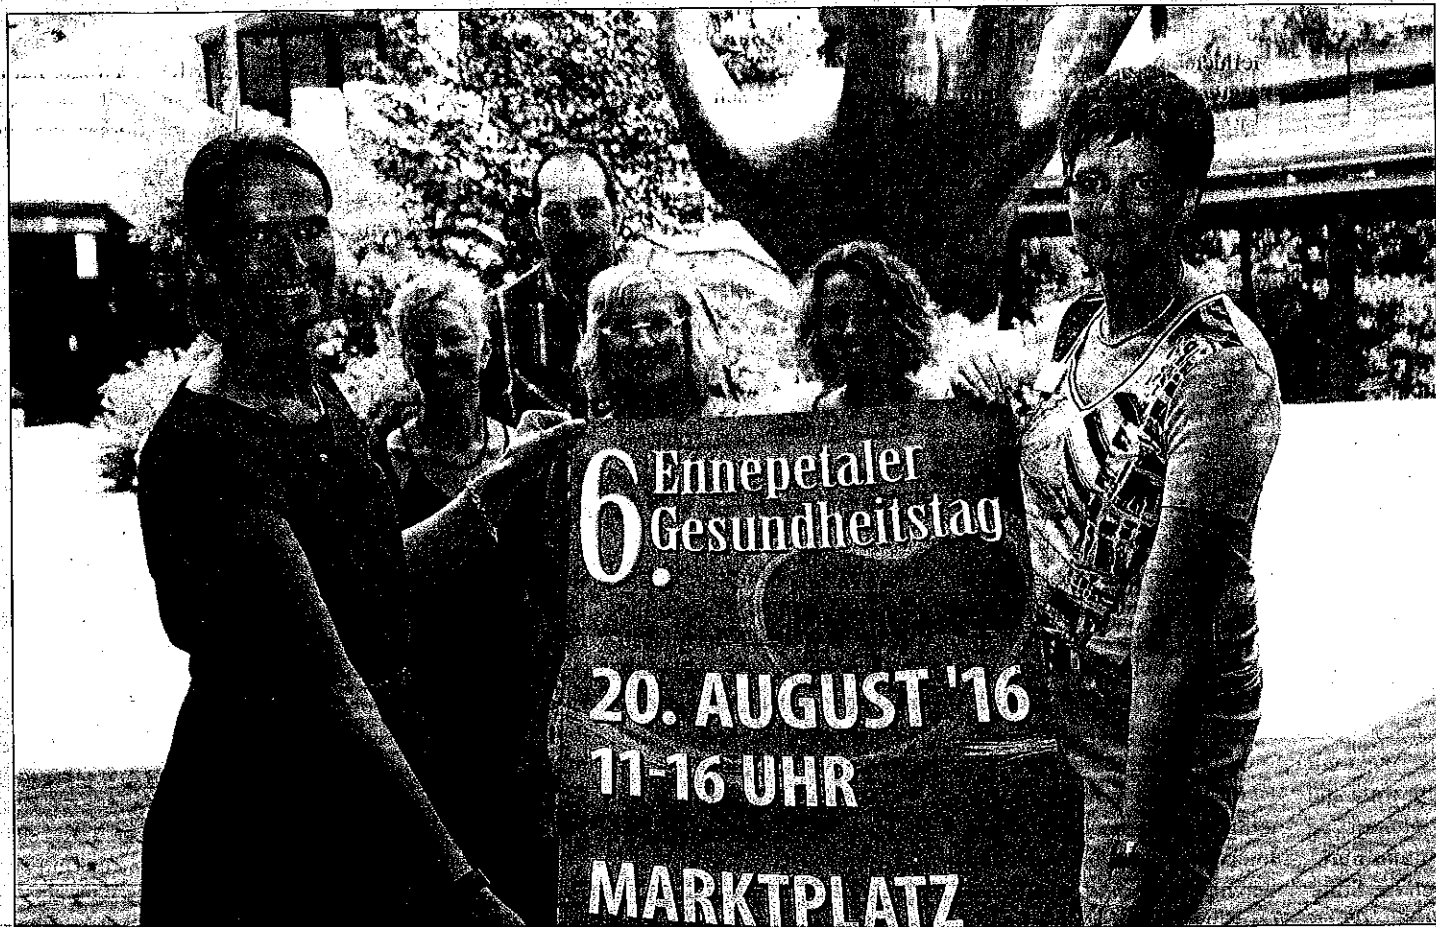 6. Ennepetaler
Gesundheitstag
20. AUGUST '16
11-16 UHR
MARKTPLATZ